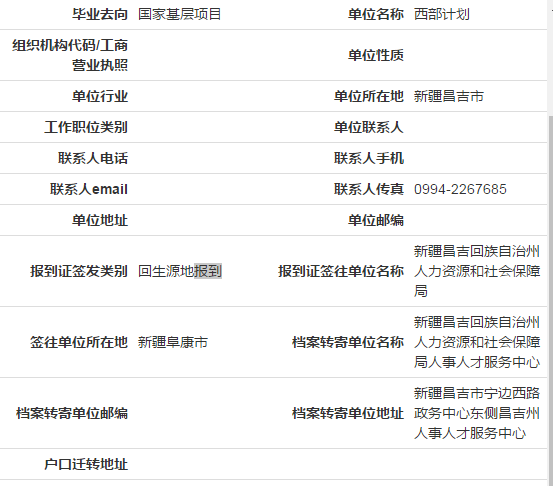 毕业去向 国家基层项目 单位名称 西部计划
组织机构代码/工商
营业执照
单位性质
单位行业 单位所在地 新疆昌吉市
工作职位类别 单位联系人
联系人电话 联系人手机
联系人email 联系人传真 0994-2267685
单位地址 单位邮编
报到证签发类别 回生源地报到 报到证签往单位名称
新疆昌吉回族自治州
人力资源和社会保障
局
签往单位所在地 新疆阜康市 档案转寄单位名称
新疆昌吉回族自治州
人力资源和社会保障
局人事人才服务中心
档案转寄单位邮编 档案转寄单位地址
新疆昌吉市宁边西路
政务中心东侧昌吉州
人事人才服务中心
户口迁转地址